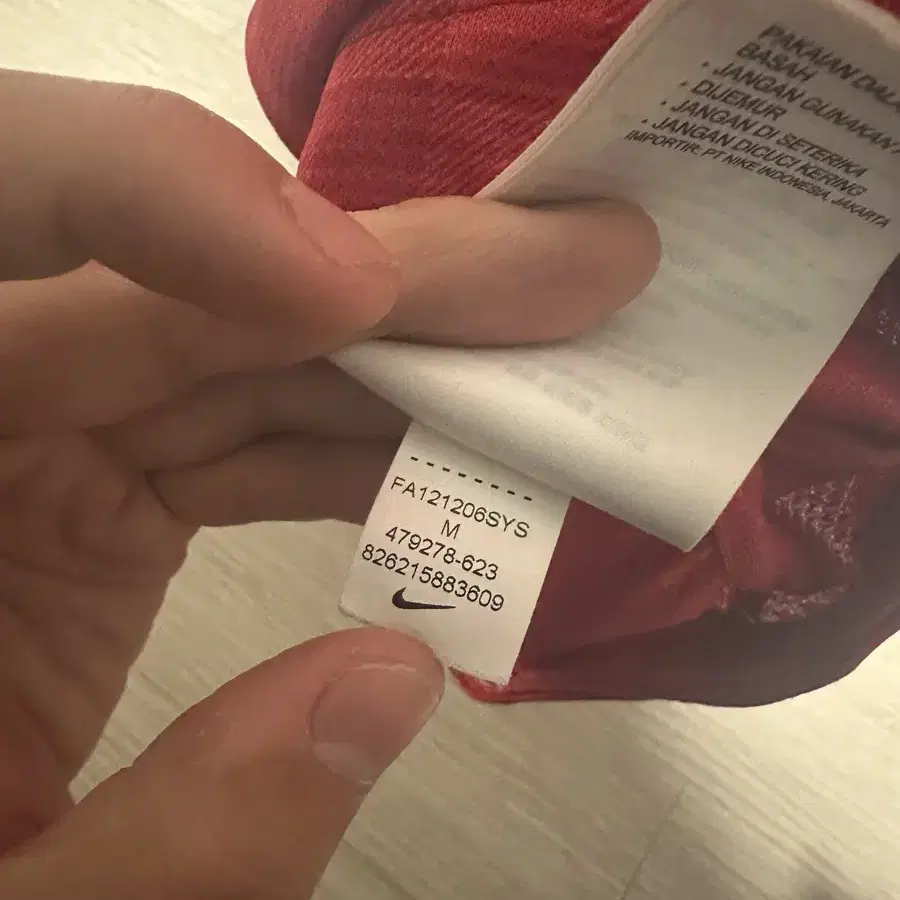 PAKAIAN
BASAH
• JANGAN GUNAKAN
• DIJEMUR
• JANGAN DI SETERIKA
• JANGAN DICUCI KERING
IMPORTIR: PT NIKE INDONESIA, JAKARTA
FA121206SYS
M
479278-623
826215883609